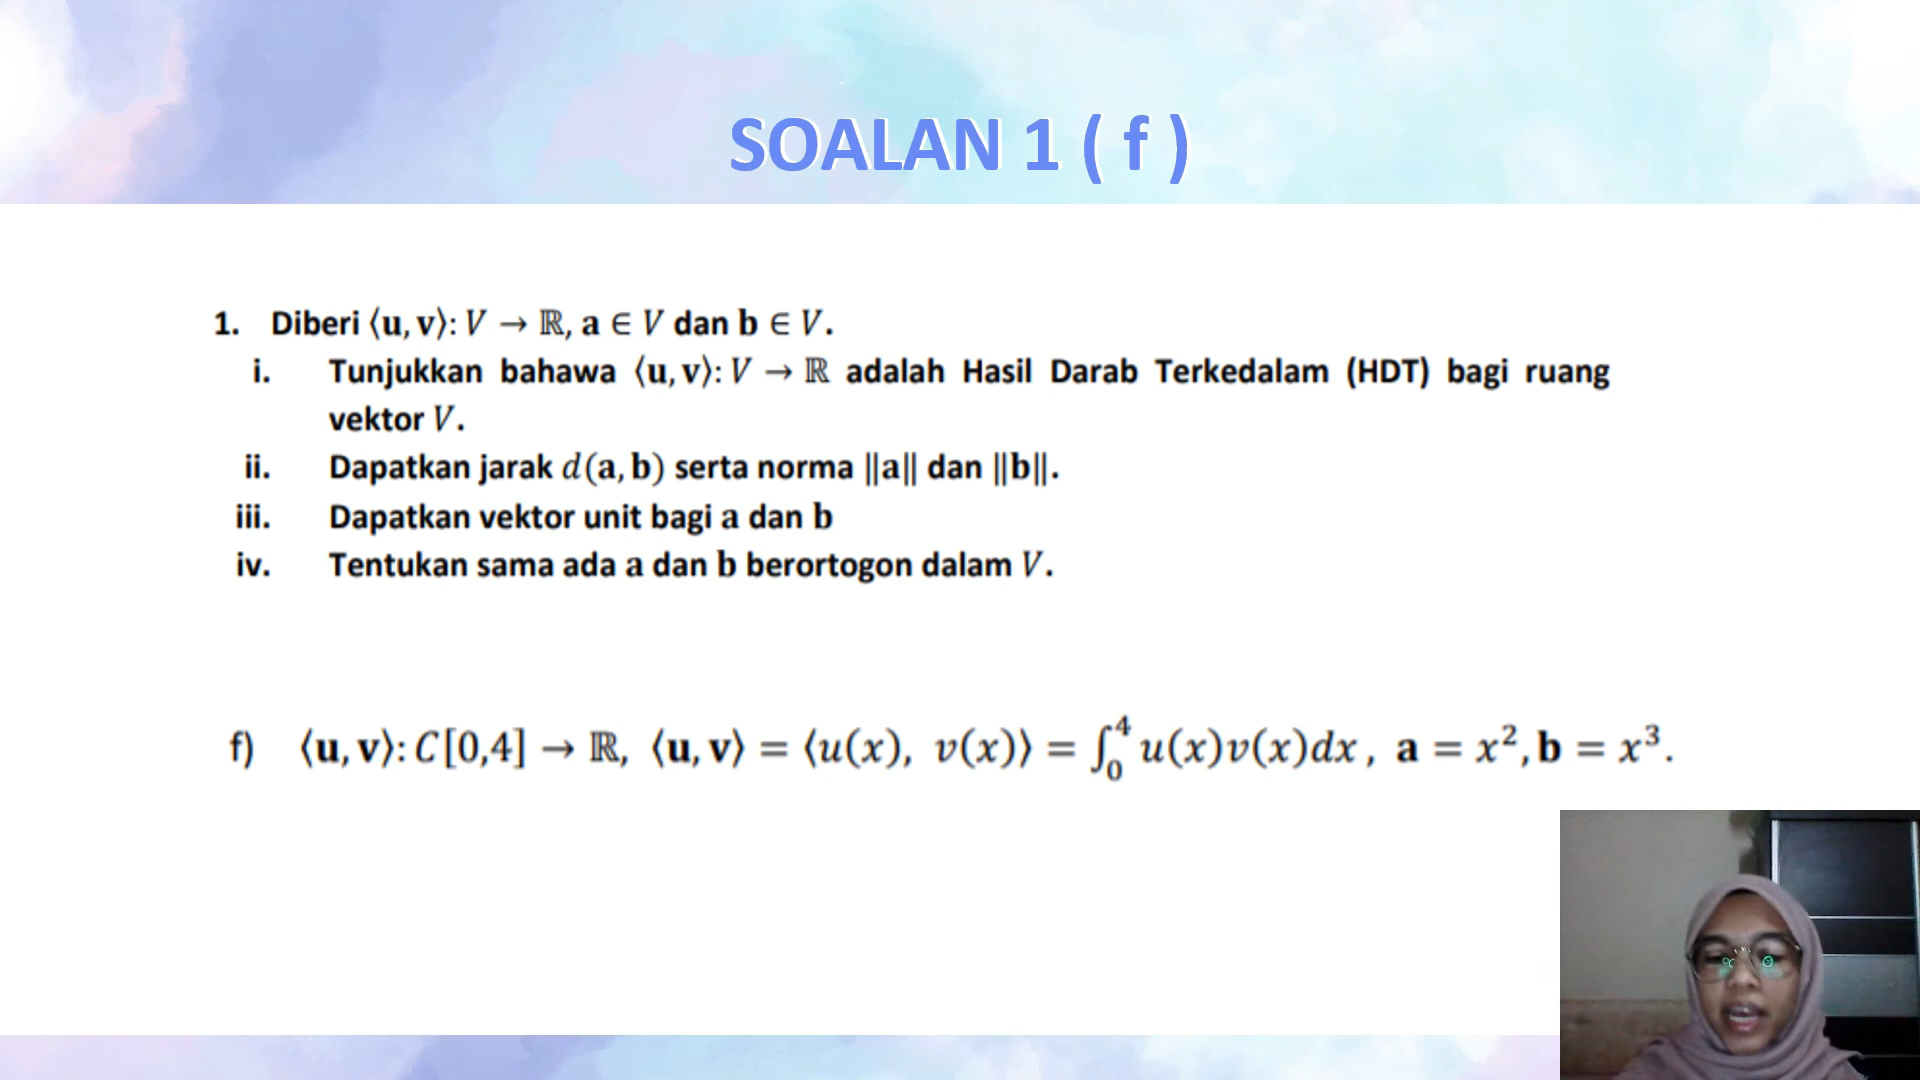 SOALAN 1 ( f )
1. Diberi ⟨u, v⟩: V → ℝ, a ∈ V dan b ∈ V.
i. Tunjukkan bahawa ⟨u, v⟩: V → ℝ adalah Hasil Darab Terkedalam (HDT) bagi ruang
vektor V.
ii. Dapatkan jarak d(a, b) serta norma ‖a‖ dan ‖b‖.
iii. Dapatkan vektor unit bagi a dan b
iv. Tentukan sama ada a dan b berortogon dalam V.
f) ⟨u, v⟩: C[0,4] → ℝ, ⟨u, v⟩ = ⟨u(x), v(x)⟩ = ∫₀⁴ u(x)v(x)dx, a = x², b = x³.